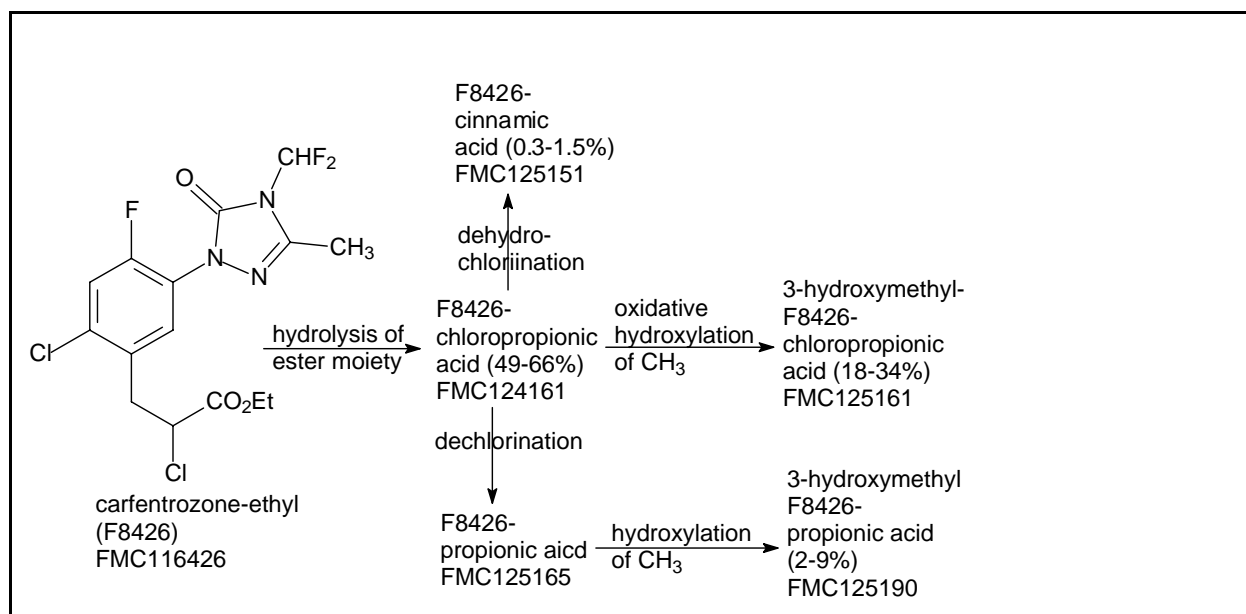 CHF2
O
N
F
CH3
N
N
Cl
CO2Et
Cl
carfentrozone-ethyl
(F8426)
FMC116426
hydrolysis of
ester moiety
F8426-
cinnamic
acid (0.3-1.5%)
FMC125151
dehydro-
chloriination
F8426-
chloropropionic
acid (49-66%)
FMC124161
oxidative
hydroxylation
of CH3
3-hydroxymethyl-
F8426-
chloropropionic
acid (18-34%)
FMC125161
dechlorination
F8426-
propionic aicd
FMC125165
hydroxylation
of CH3
3-hydroxymethyl
F8426-
propionic acid
(2-9%)
FMC125190